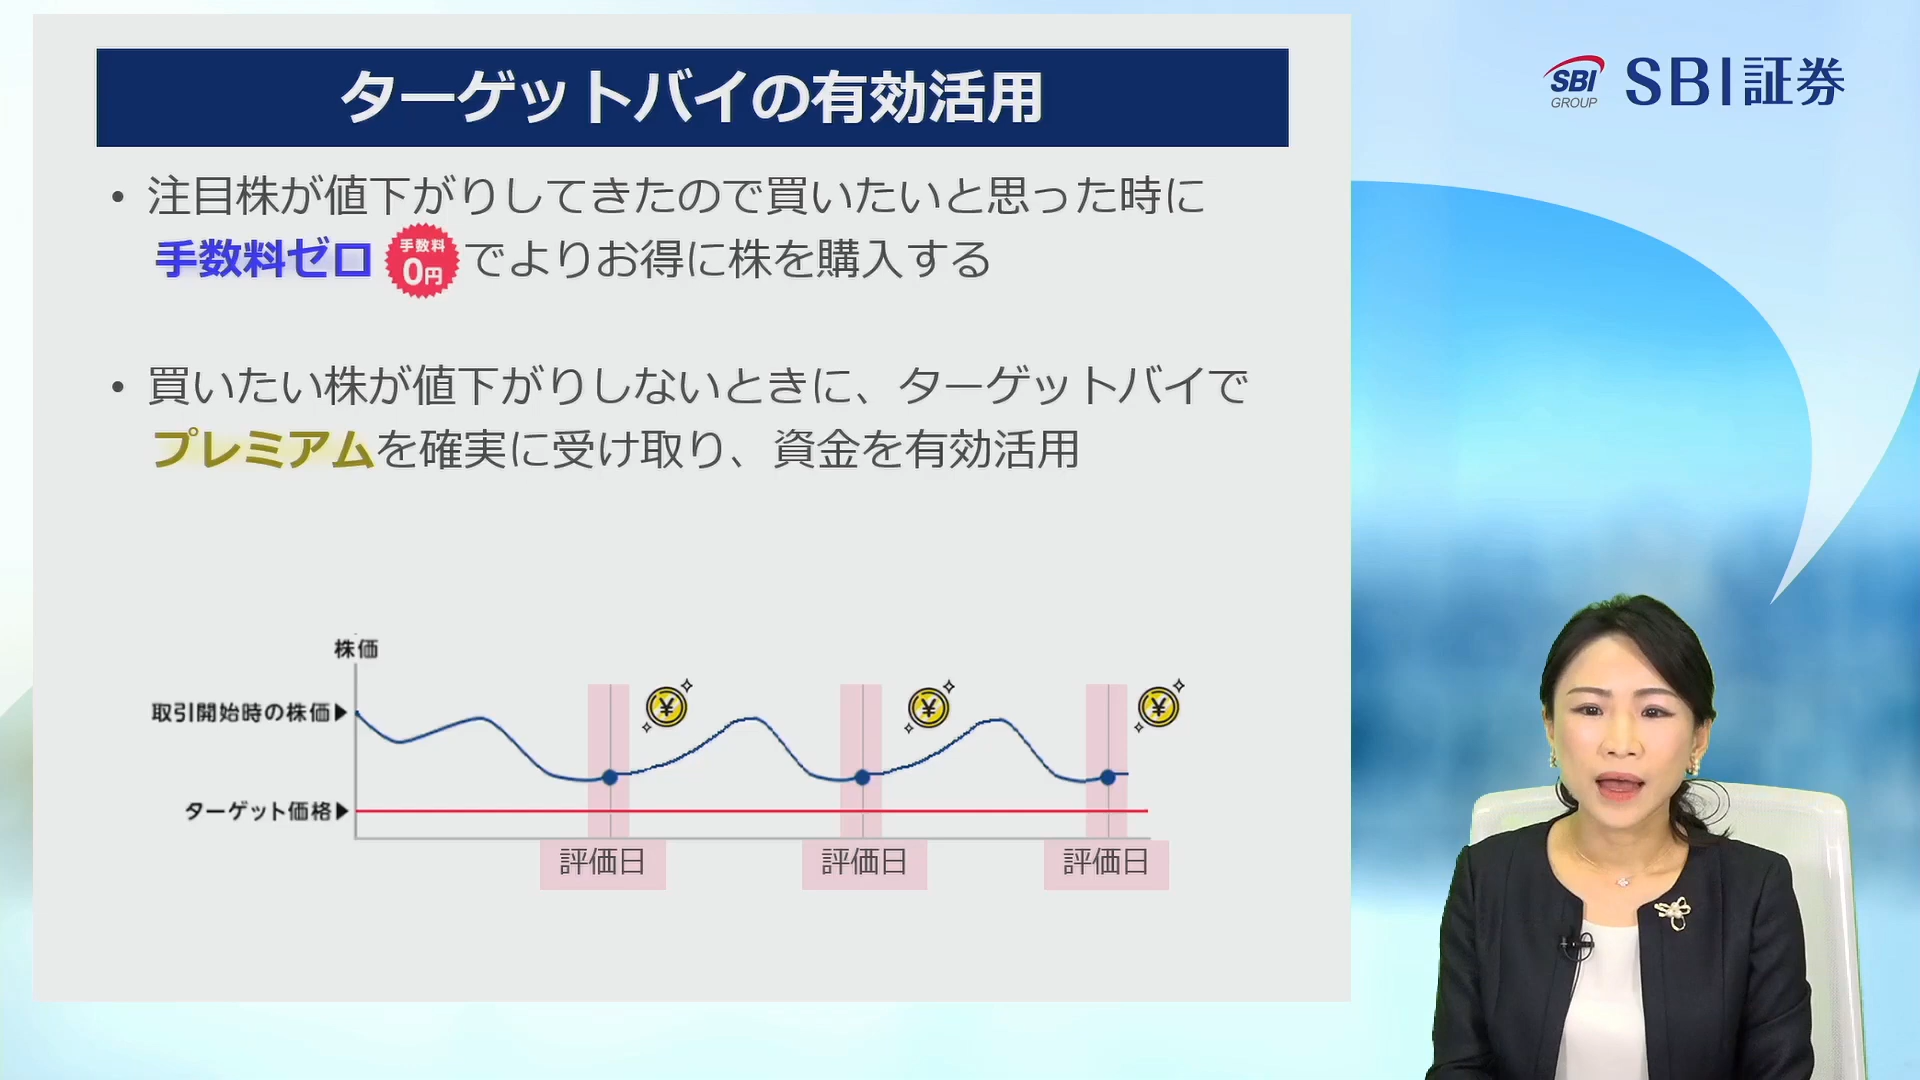 ターゲットバイの有効活用
SBI
GROUP
SBI証券
• 注目株が値下がりしてきたので買いたいと思った時に
手数料ゼロ 手数料 0円 でよりお得に株を購入する
• 買いたい株が値下がりしないときに、ターゲットバイで
プレミアムを確実に受け取り、資金を有効活用
株価
取引開始時の株価▶
¥ ¥ ¥
ターゲット価格▶
評価日 評価日 評価日